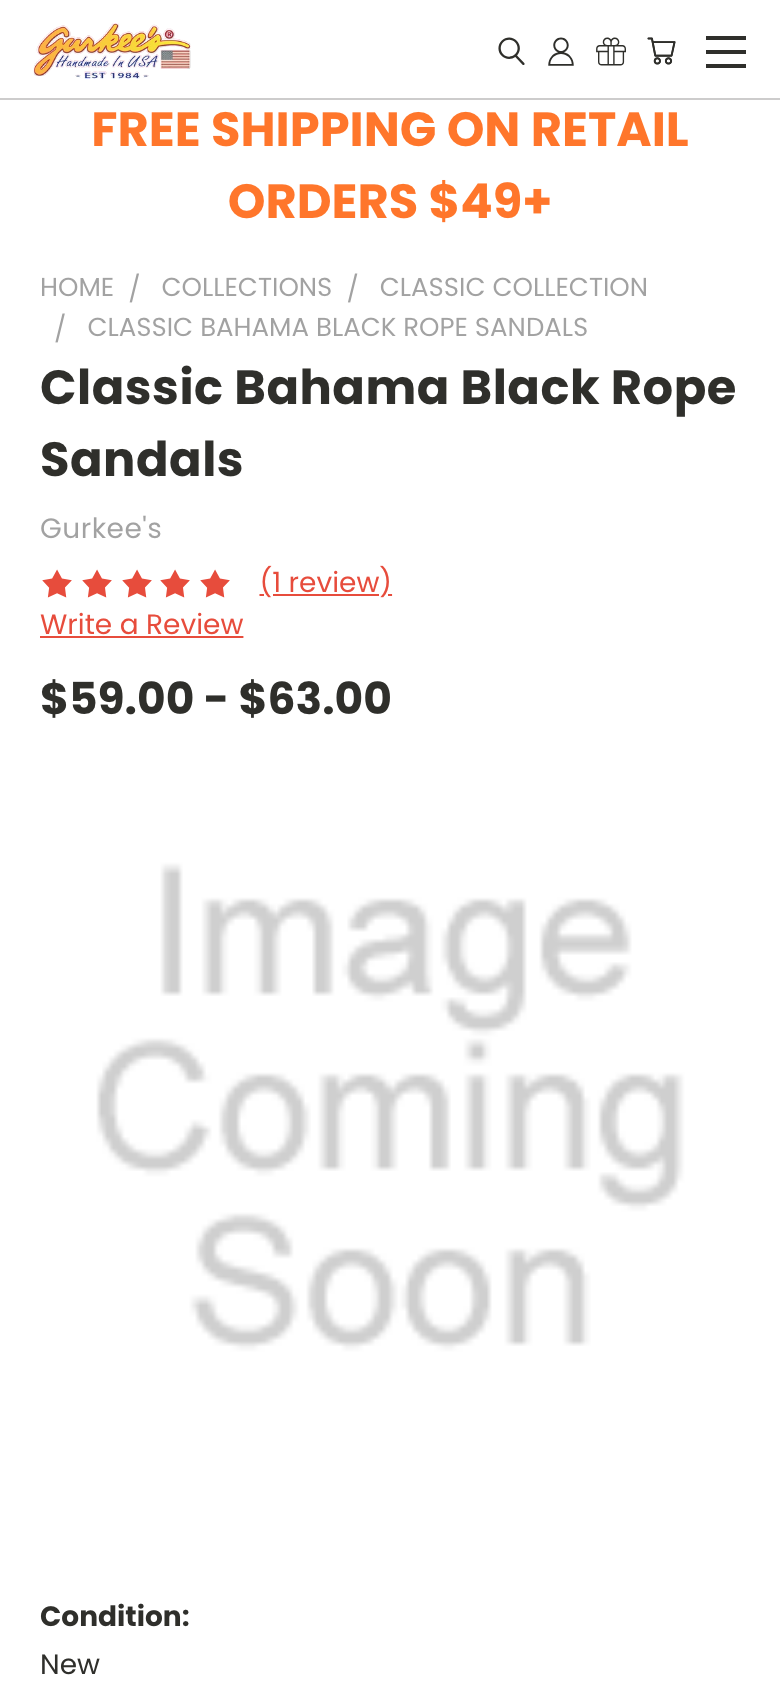 Gurkee's®
Handmade In USA
- EST 1984 -
FREE SHIPPING ON RETAIL
ORDERS $49+
HOME / COLLECTIONS / CLASSIC COLLECTION
/ CLASSIC BAHAMA BLACK ROPE SANDALS
Classic Bahama Black Rope
Sandals
Gurkee's
(1 review)
Write a Review
$59.00 - $63.00
Image
Coming
Soon
Condition:
New